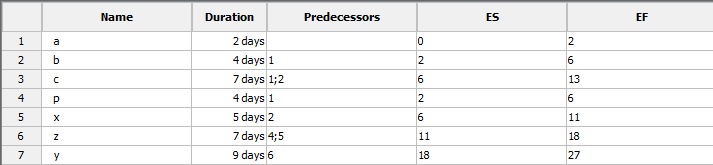 Name Duration Predecessors ES EF
1 a 2 days 0 2
2 b 4 days 1 2 6
3 c 7 days 1;2 6 13
4 p 4 days 1 2 6
5 x 5 days 2 6 11
6 z 7 days 4;5 11 18
7 y 9 days 6 18 27